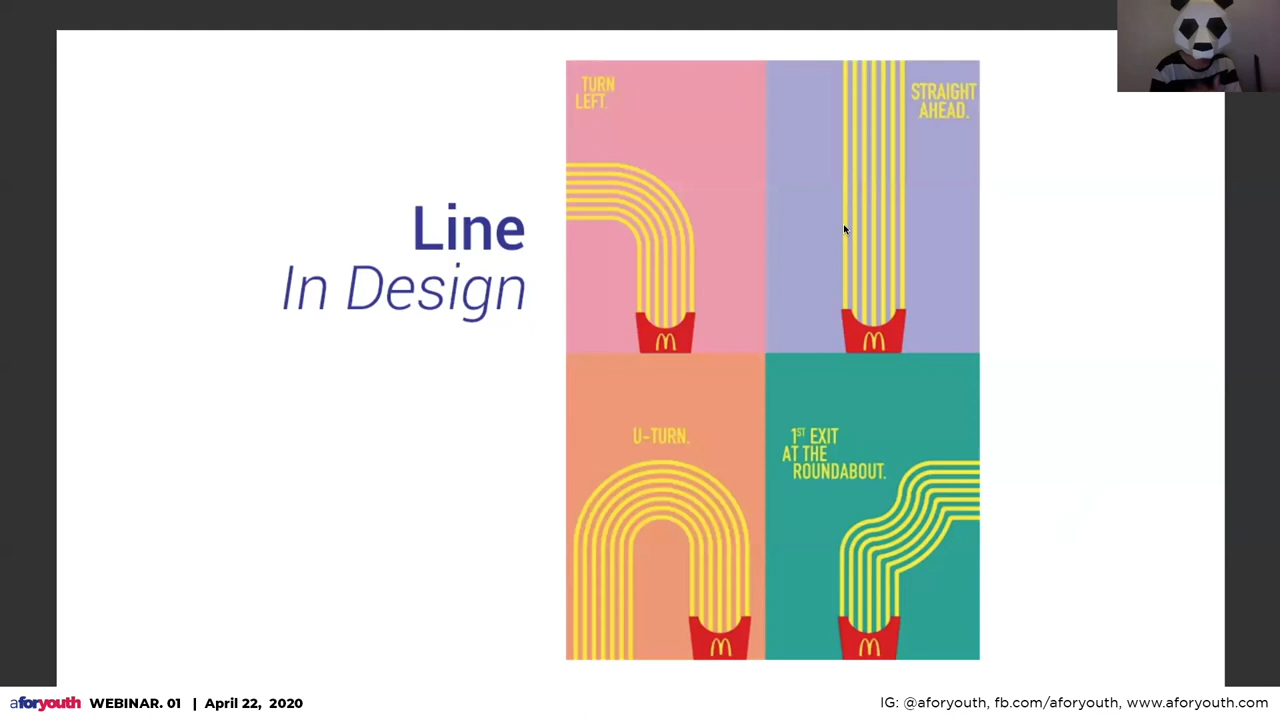 Line
In Design
TURN
LEFT.
STRAIGHT
AHEAD.
U-TURN.
1ST EXIT
AT THE
ROUNDABOUT.
aforyouth WEBINAR. 01 | April 22, 2020
IG: @aforyouth, fb.com/aforyouth, www.aforyouth.com